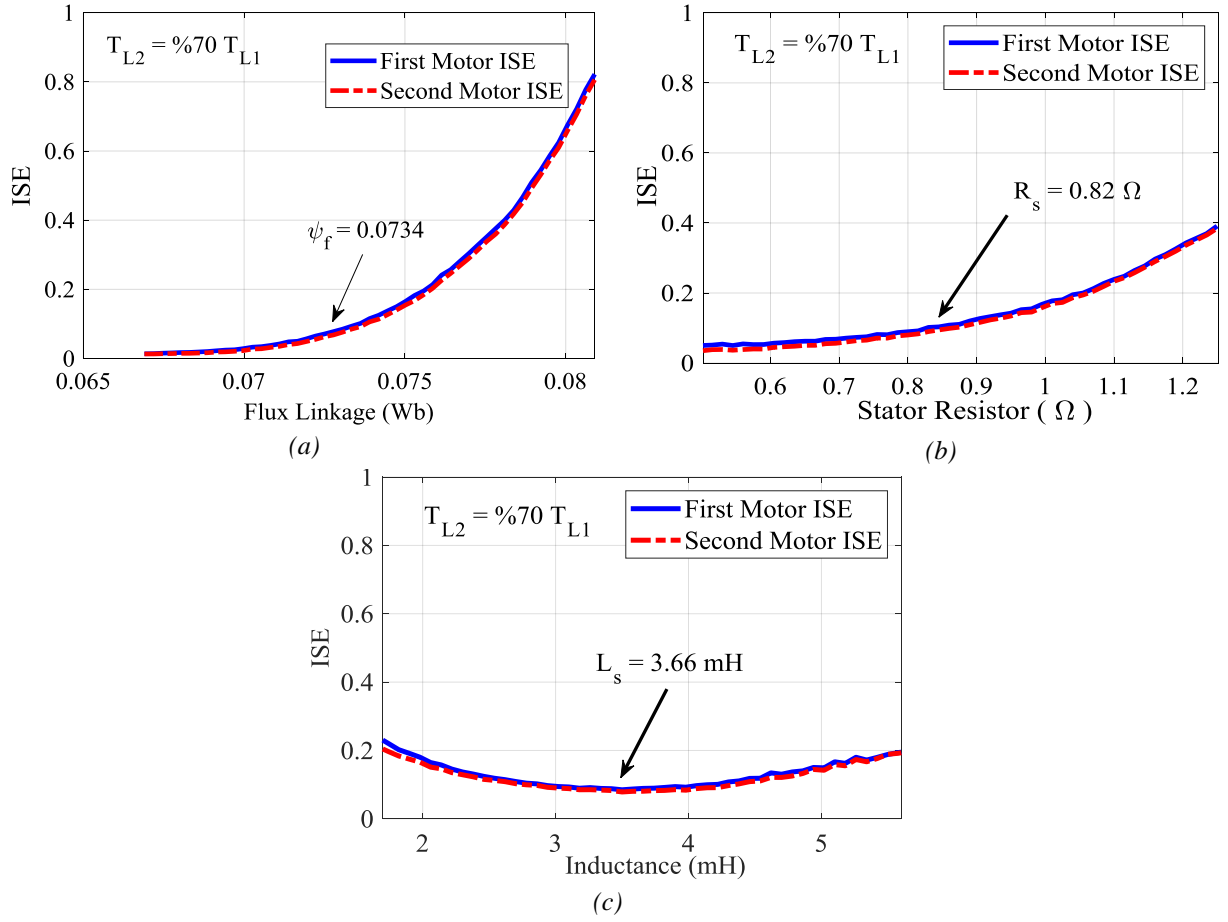 T_L2 = %70 T_L1
First Motor ISE
Second Motor ISE
1
0.8
0.6
0.4
0.2
0
ISE
ψ_f = 0.0734
0.065 0.07 0.075 0.08
Flux Linkage (Wb)
(a)
T_L2 = %70 T_L1
First Motor ISE
Second Motor ISE
1
0.8
0.6
0.4
0.2
0
ISE
R_s = 0.82 Ω
0.6 0.7 0.8 0.9 1 1.1 1.2
Stator Resistor ( Ω )
(b)
T_L2 = %70 T_L1
First Motor ISE
Second Motor ISE
1
0.8
0.6
0.4
0.2
0
ISE
L_s = 3.66 mH
2 3 4 5
Inductance (mH)
(c)